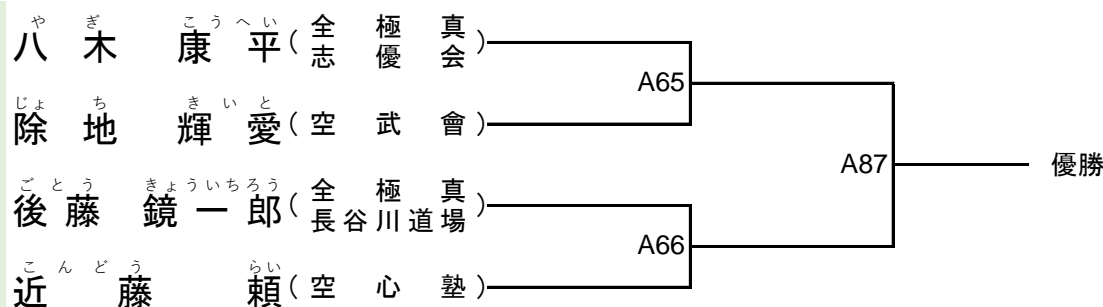 や ぎ こうへい
八木 康平(全極真志優会)
A65
じょ ち きいと
除地 輝愛(空武會)
A87 優勝
ごとう きょういちろう
後藤 鏡一郎(全極真長谷川道場)
A66
こんどう らい
近藤 頼(空心塾)